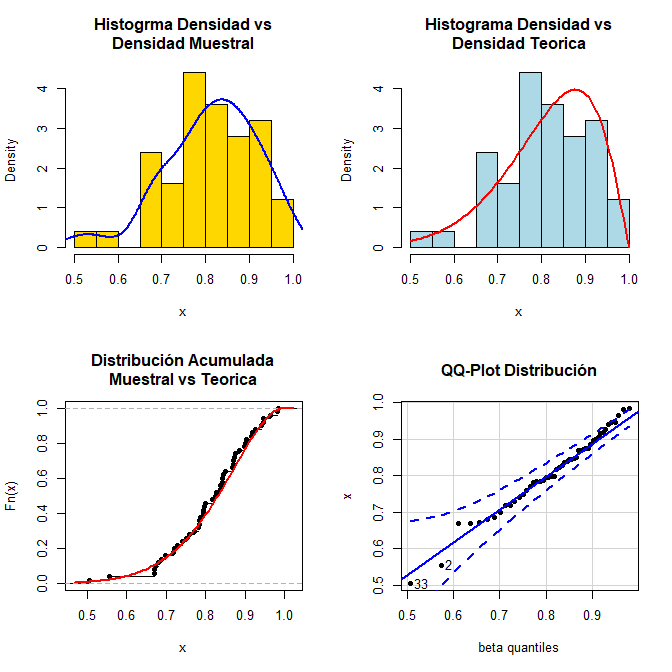 Histogrma Densidad vs
Densidad Muestral
Density
0 1 2 3 4
0.5 0.6 0.7 0.8 0.9 1.0
x
Histograma Densidad vs
Densidad Teorica
Density
0 1 2 3 4
0.5 0.6 0.7 0.8 0.9 1.0
x
Distribución Acumulada
Muestral vs Teorica
Fn(x)
0.0 0.2 0.4 0.6 0.8 1.0
0.5 0.6 0.7 0.8 0.9 1.0
x
QQ-Plot Distribución
x
0.5 0.6 0.7 0.8 0.9 1.0
2
33
0.5 0.6 0.7 0.8 0.9
beta quantiles